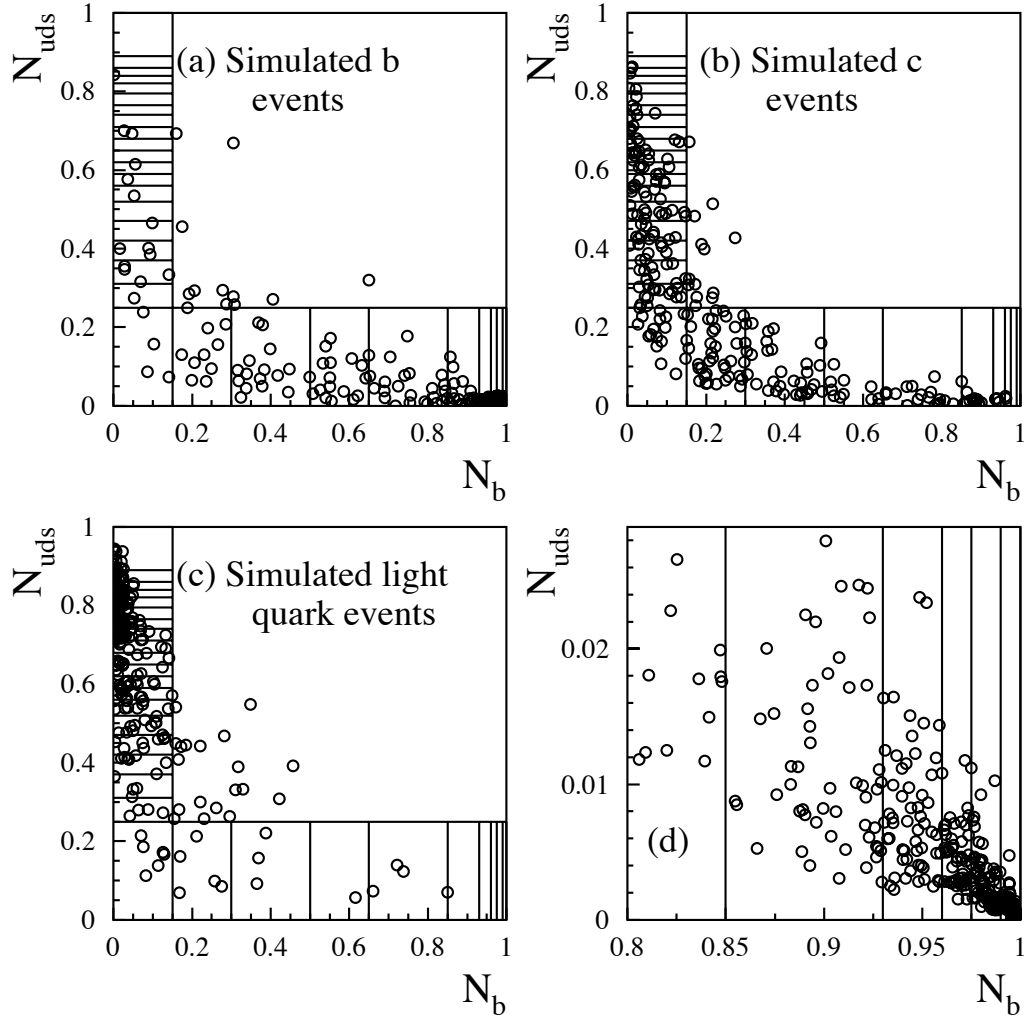 N_uds
1
0.8
0.6
0.4
0.2
0
(a) Simulated b
events
0 0.2 0.4 0.6 0.8 1
N_b
N_uds
1
0.8
0.6
0.4
0.2
0
(b) Simulated c
events
0 0.2 0.4 0.6 0.8 1
N_b
N_uds
1
0.8
0.6
0.4
0.2
0
(c) Simulated light
quark events
0 0.2 0.4 0.6 0.8 1
N_b
N_uds
0.02
0.01
0
(d)
0.8 0.85 0.9 0.95 1
N_b